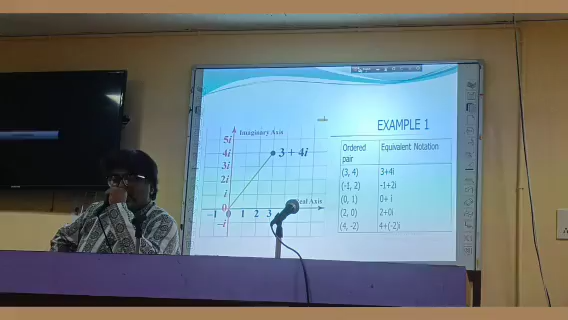 Imaginary Axis
5i
4i
3i
2i
i
0
-i
3 + 4i
-1 0 1 2 3
eal Axis
EXAMPLE 1
Ordered pair Equivalent Notation
(3, 4) 3+4i
(-1, 2) -1+2i
(0, 1) 0+ i
(2, 0) 2+0i
(4, -2) 4+(-2)i